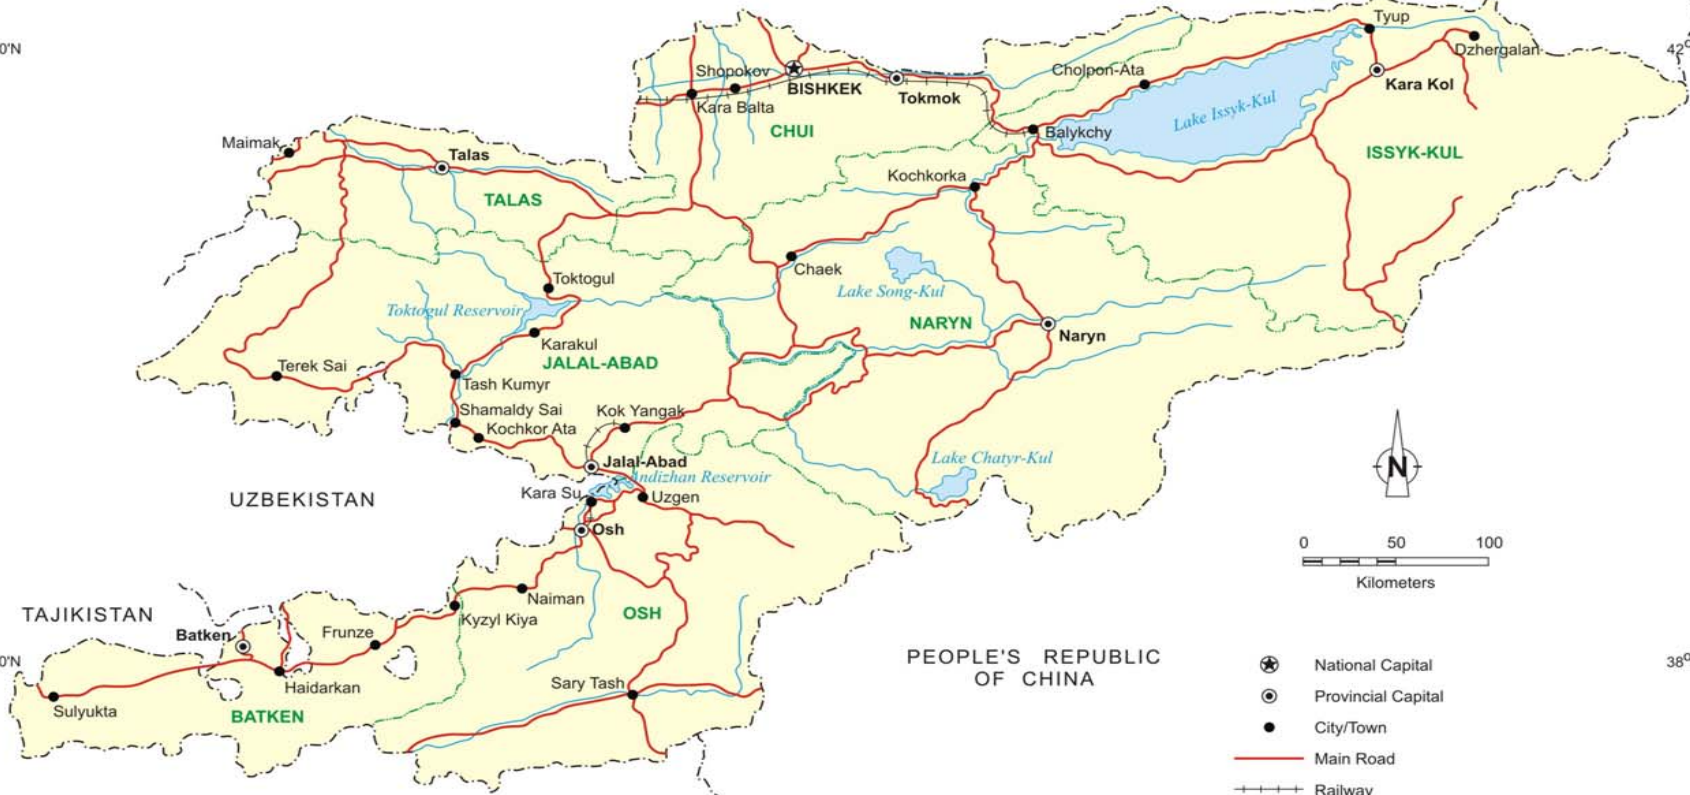 Tyup
0'N
42°
Dzhergalan
Shopokov
Cholpon-Ata
BISHKEK
Kara Kol
Tokmok
Kara Balta
Lake Issyk-Kul
CHUI
Balykchy
Maimak
Talas
ISSYK-KUL
Kochkorka
TALAS
Chaek
Toktogul
Lake Song-Kul
Toktogul Reservoir
NARYN
Naryn
Karakul
JALAL-ABAD
Terek Sai
Tash Kumyr
Shamaldy Sai
Kok Yangak
Kochkor Ata
Jalal-Abad
Lake Chatyr-Kul
Andizhan Reservoir
N
UZBEKISTAN
Kara Su
Uzgen
Osh
0 50 100
Kilometers
Naiman
TAJIKISTAN
OSH
Kyzyl Kiya
Batken
Frunze
PEOPLE'S REPUBLIC
OF CHINA
0'N
38°
National Capital
Haidarkan
Sary Tash
Provincial Capital
Sulyukta
BATKEN
City/Town
Main Road
Railway